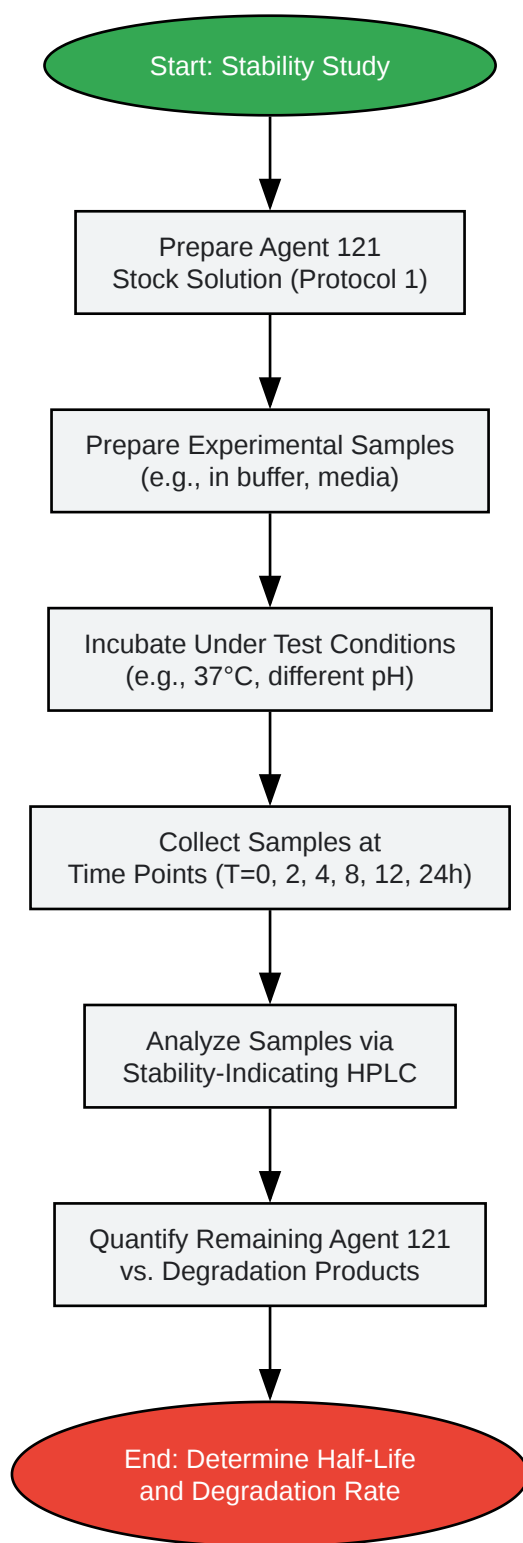 Start: Stability Study
Prepare Agent 121
Stock Solution (Protocol 1)
Prepare Experimental Samples
(e.g., in buffer, media)
Incubate Under Test Conditions
(e.g., 37°C, different pH)
Collect Samples at
Time Points (T=0, 2, 4, 8, 12, 24h)
Analyze Samples via
Stability-Indicating HPLC
Quantify Remaining Agent 121
vs. Degradation Products
End: Determine Half-Life
and Degradation Rate